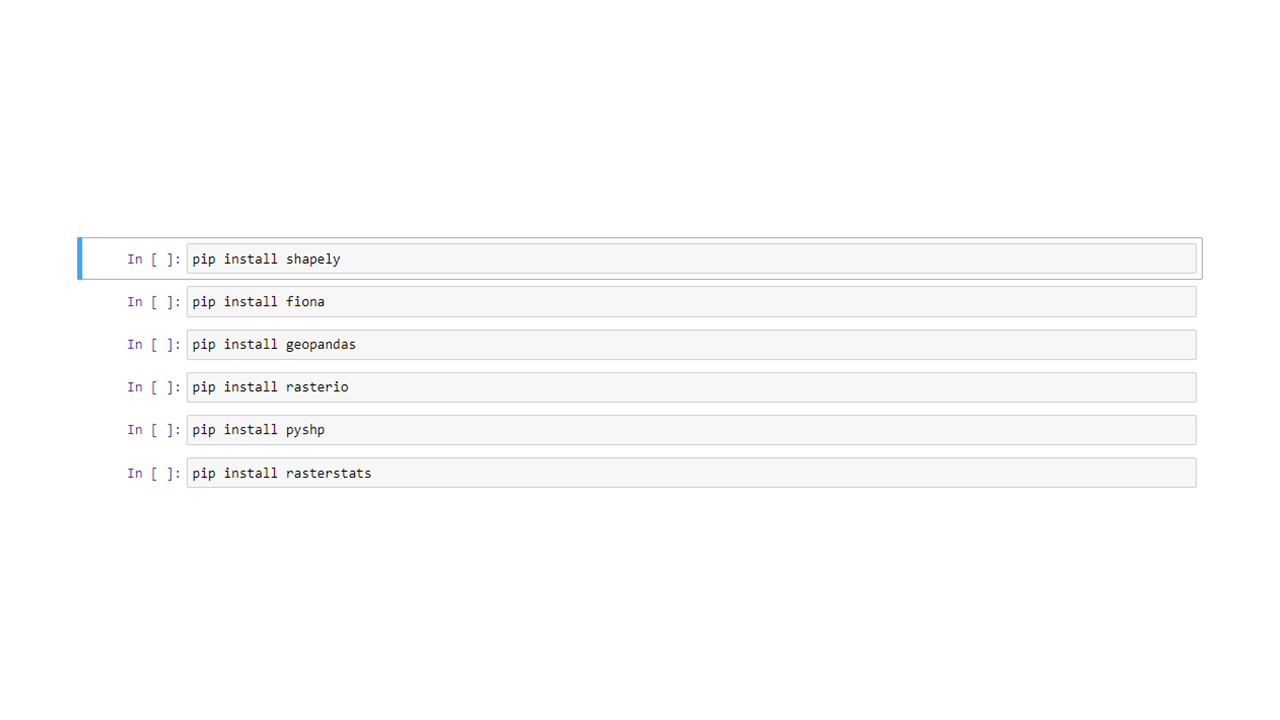 In [ ]: pip install shapely
In [ ]: pip install fiona
In [ ]: pip install geopandas
In [ ]: pip install rasterio
In [ ]: pip install pyshp
In [ ]: pip install rasterstats